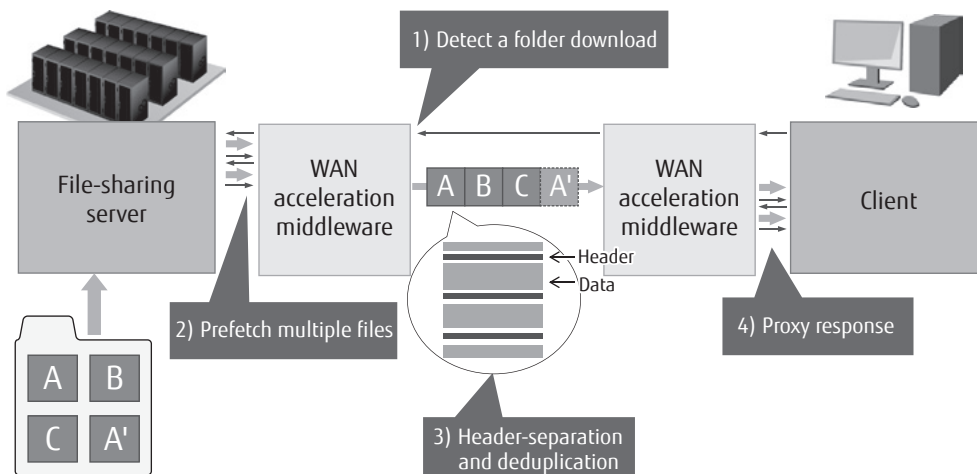 1) Detect a folder download
File-sharing
server
WAN
acceleration
middleware
A B C A'
WAN
acceleration
middleware
Client
Header
Data
2) Prefetch multiple files
4) Proxy response
A B
C A'
3) Header-separation
and deduplication